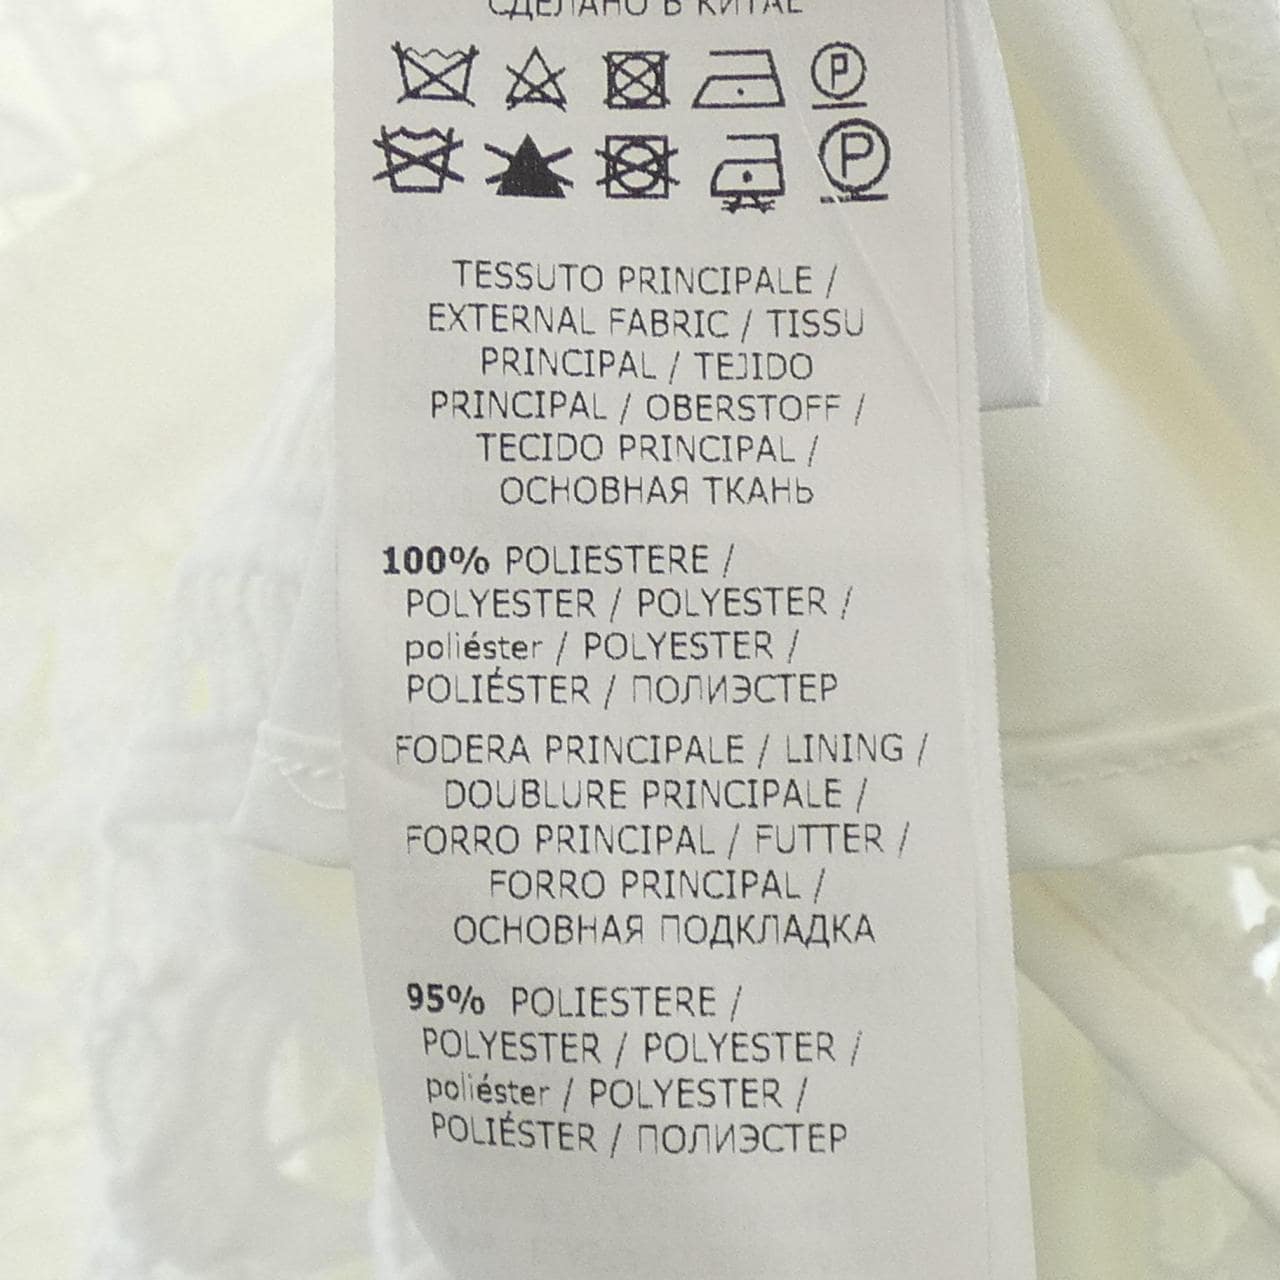 СДЕЛАНО В КИТАЕ
P
P
TESSUTO PRINCIPALE /
EXTERNAL FABRIC / TISSU
PRINCIPAL / TEJIDO
PRINCIPAL / OBERSTOFF /
TECIDO PRINCIPAL /
ОСНОВНАЯ ТКАНЬ
100% POLIESTERE /
POLYESTER / POLYESTER /
poliéster / POLYESTER /
POLIÉSTER / ПОЛИЭСТЕР
FODERA PRINCIPALE / LINING /
DOUBLURE PRINCIPALE /
FORRO PRINCIPAL / FUTTER /
FORRO PRINCIPAL /
ОСНОВНАЯ ПОДКЛАДКА
95% POLIESTERE /
POLYESTER / POLYESTER /
poliéster / POLYESTER /
POLIÉSTER / ПОЛИЭСТЕР